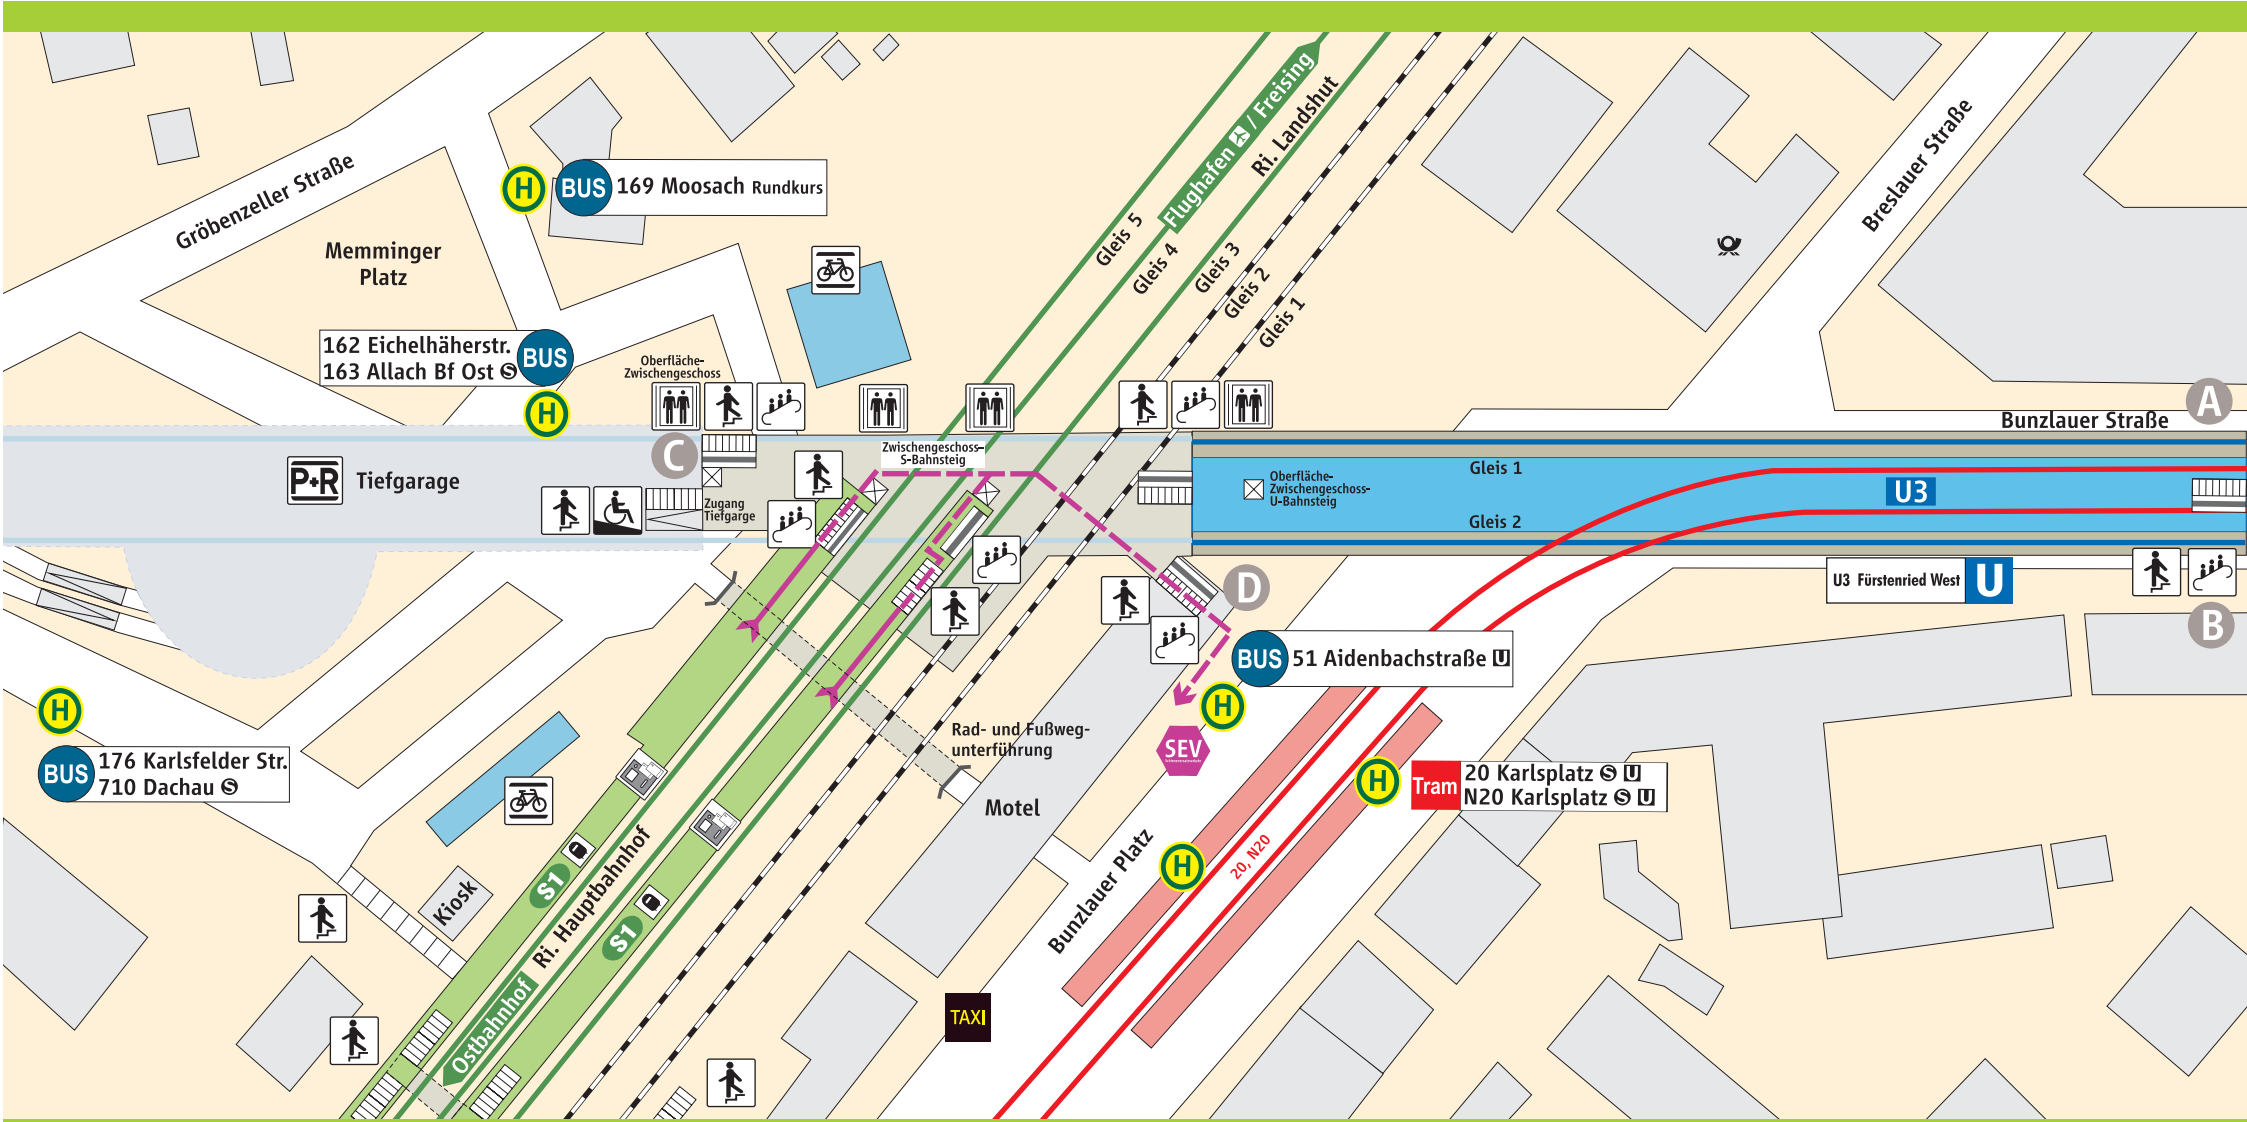 Gröbenzeller Straße
Memminger
Platz
H
BUS
169 Moosach Rundkurs
162 Eichelhäherstr.
163 Allach Bf Ost S
BUS
H
Gleis 5
Flughafen / Freising
Ri. Landshut
Gleis 4
Gleis 3
Gleis 2
Gleis 1
Breslauer Straße
Oberfläche-
Zwischengeschoss
A
Bunzlauer Straße
C
Zwischengeschoss-
S-Bahnsteig
P+R
Tiefgarage
Zugang
Tiefgarge
Oberfläche-
Zwischengeschoss-
U-Bahnsteig
Gleis 1
U3
Gleis 2
D
U3 Fürstenried West
U
B
BUS
51 Aidenbachstraße U
H
SEV
H
BUS
176 Karlsfelder Str.
710 Dachau S
Rad- und Fußweg-
unterführung
Motel
H
Tram
20 Karlsplatz S U
N20 Karlsplatz S U
H
20, N20
Bunzlauer Platz
Kiosk
S1
Ri. Hauptbahnhof
S1
Ostbahnhof
TAXI